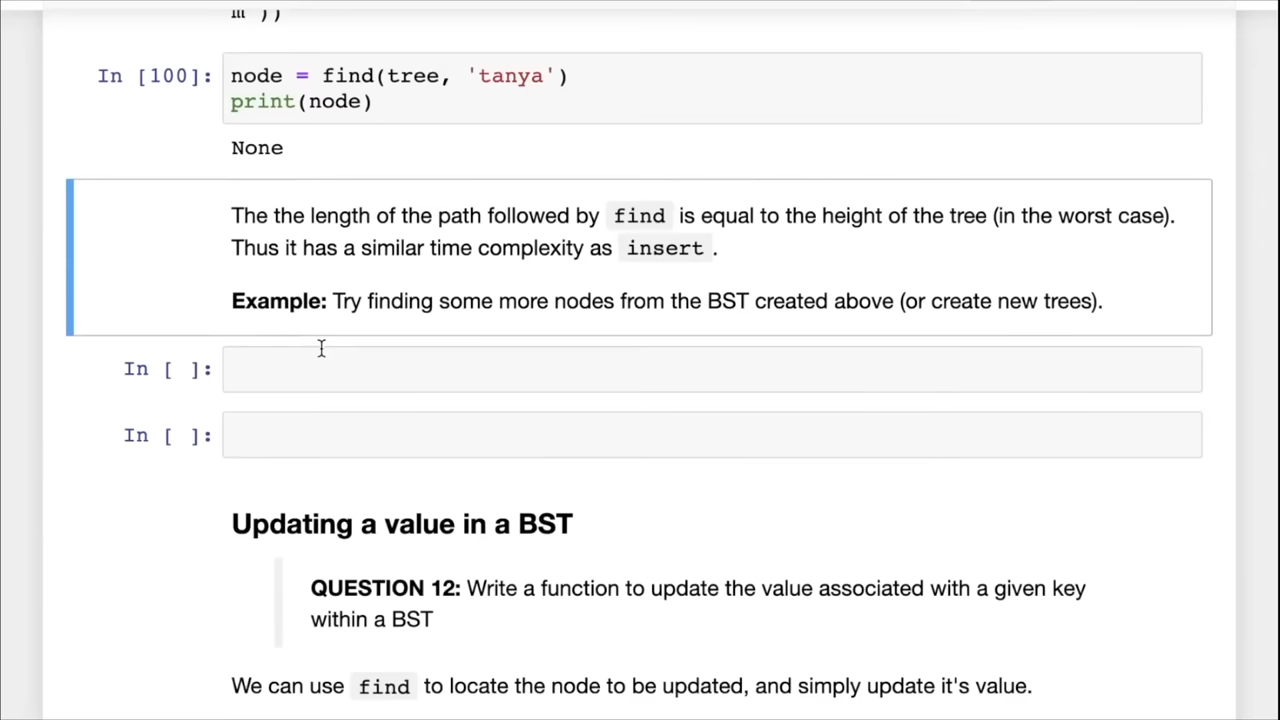 In [100]: node = find(tree, 'tanya')
print(node)
None
The the length of the path followed by find is equal to the height of the tree (in the worst case).
Thus it has a similar time complexity as insert .
Example: Try finding some more nodes from the BST created above (or create new trees).
In [ ]:
In [ ]:
Updating a value in a BST
QUESTION 12: Write a function to update the value associated with a given key
within a BST
We can use find to locate the node to be updated, and simply update it's value.